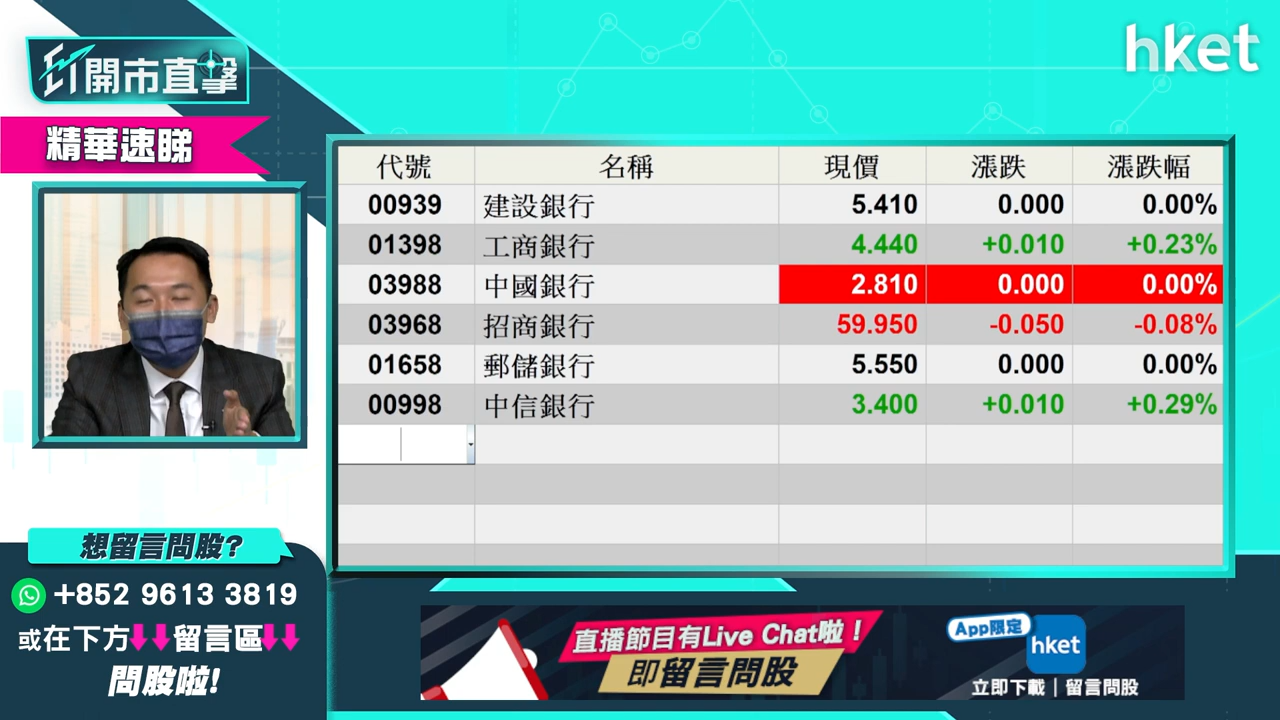 hket
ET開市直擊
精華速睇
代號 名稱 現價 漲跌 漲跌幅
00939 建設銀行 5.410 0.000 0.00%
01398 工商銀行 4.440 +0.010 +0.23%
03988 中國銀行 2.810 0.000 0.00%
03968 招商銀行 59.950 -0.050 -0.08%
01658 郵儲銀行 5.550 0.000 0.00%
00998 中信銀行 3.400 +0.010 +0.29%
想留言問股?
+852 9613 3819
或在下方留言區
問股啦!
直播節目有Live Chat啦！
即留言問股
App限定
hket
立即下載 | 留言問股